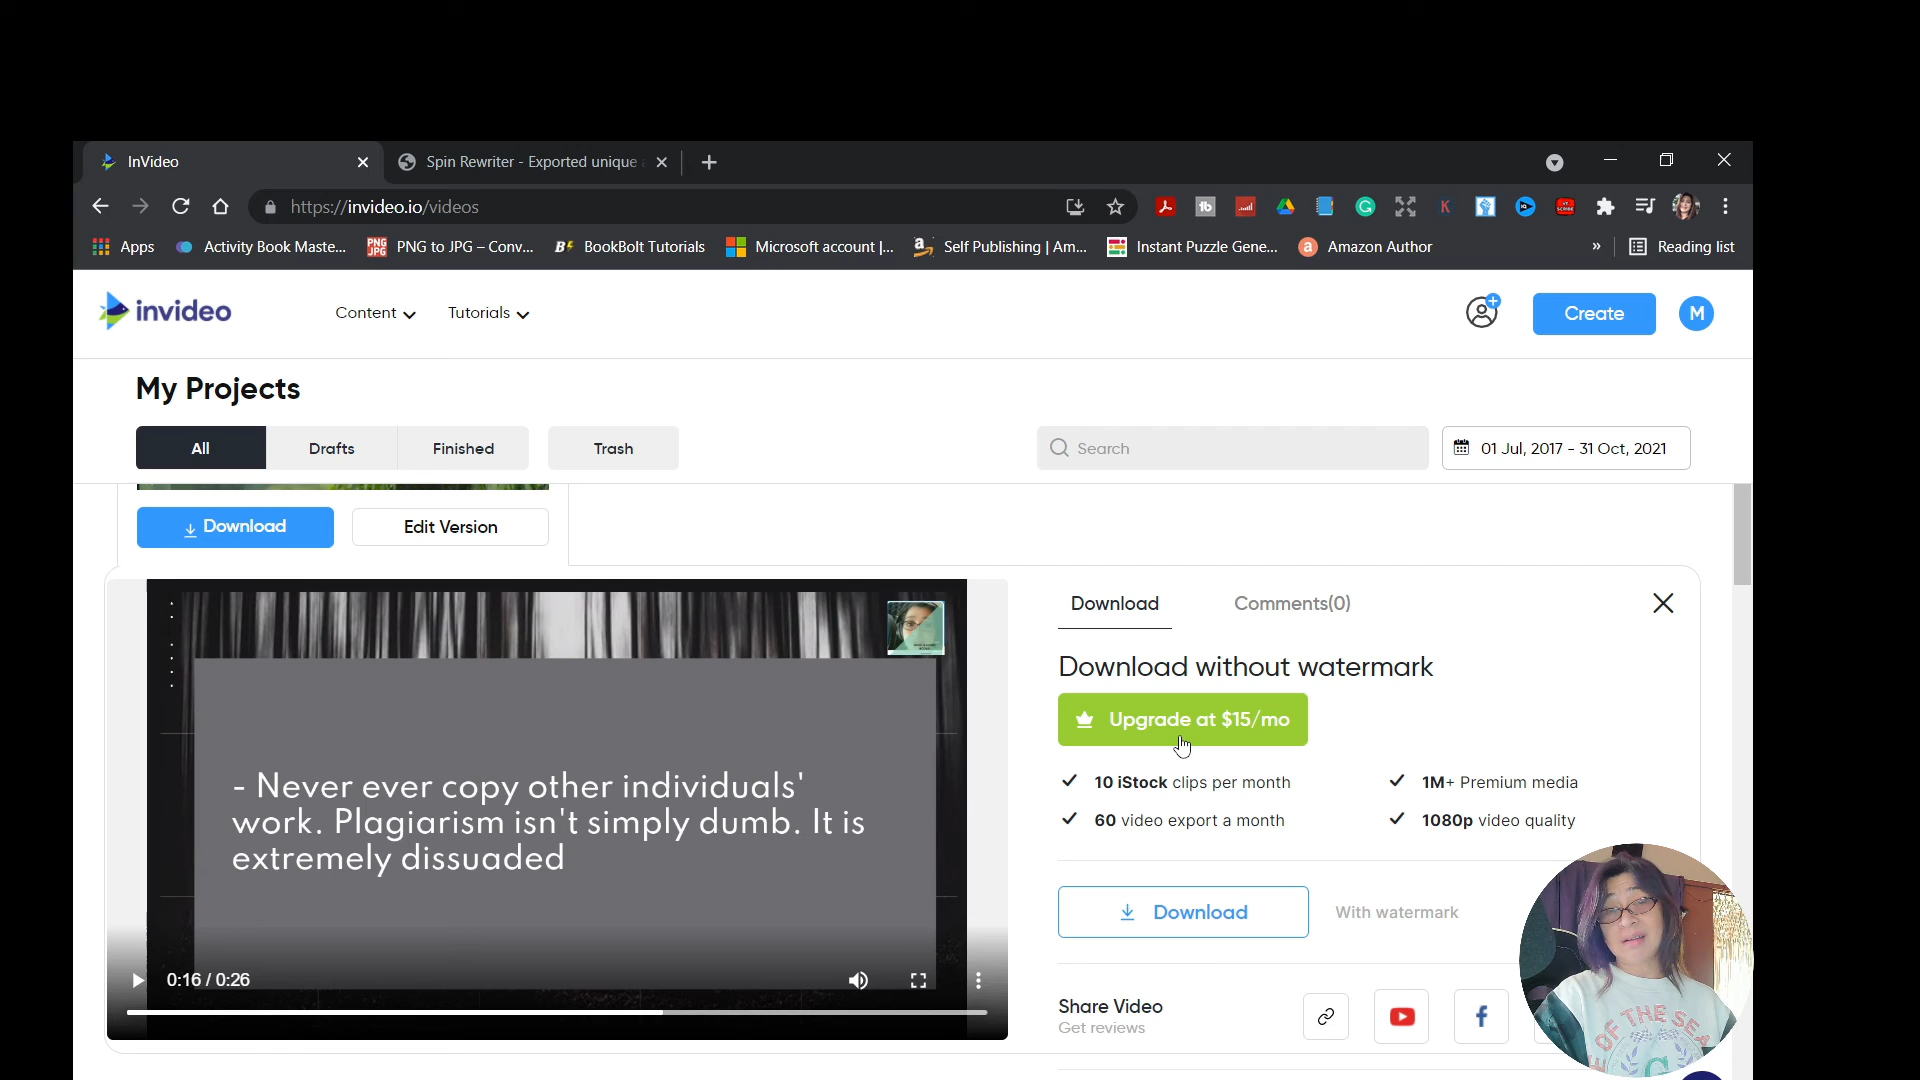 InVideo
Spin Rewriter - Exported unique
https://invideo.io/videos
Apps
Activity Book Maste...
PNG to JPG – Conv...
BookBolt Tutorials
Microsoft account |...
Self Publishing | Am...
Instant Puzzle Gene...
Amazon Author
»
Reading list
invideo
Content
Tutorials
Create
M
My Projects
All
Drafts
Finished
Trash
Search
01 Jul, 2017 - 31 Oct, 2021
Download
Edit Version
- Never ever copy other individuals'
work. Plagiarism isn't simply dumb. It is
extremely dissuaded
0:16 / 0:26
Download
Comments(0)
Download without watermark
Upgrade at $15/mo
10 iStock clips per month
1M+ Premium media
60 video export a month
1080p video quality
Download
With watermark
Share Video
Get reviews
OF THE SEA